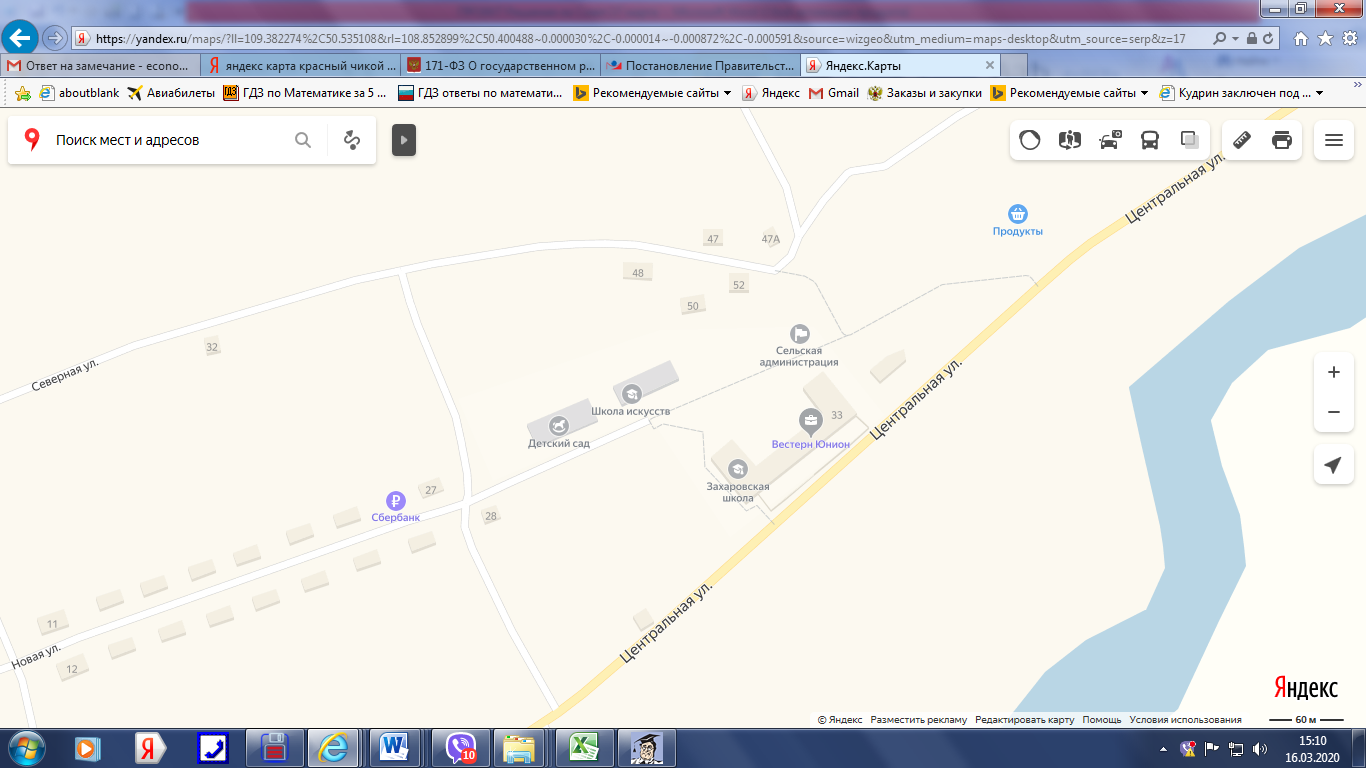 https://yandex.ru/maps/?ll=109.382274%2C50.535108&rl=108.852899%2C50.400488~0.000030%2C-0.000014~-0.000872%2C-0.000591&source=wizgeo&utm_medium=maps-desktop&utm_source=serp&z=17
Ответ на замечание - econo...
яндекс карта красный чикой ...
171-ФЗ О государственном р...
Постановление Правительст...
Яндекс.Карты
aboutblank
Авиабилеты
ГДЗ по Математике за 5 ...
ГДЗ ответы по математи...
Рекомендуемые сайты
Яндекс
Gmail
Заказы и закупки
Рекомендуемые сайты
Кудрин заключен под ...
Поиск мест и адресов
Центральная ул.
Продукты
47
47А
48
52
50
32
Северная ул.
Сельская
администрация
Школа искусств
Детский сад
33
Вестерн Юнион
Центральная ул.
Захаровская
школа
27
Сбербанк
28
11
Новая ул.
12
Центральная ул.
Яндекс
© Яндекс Разместить рекламу Редактировать карту Помощь Условия использования
60 м
10
15:10
16.03.2020